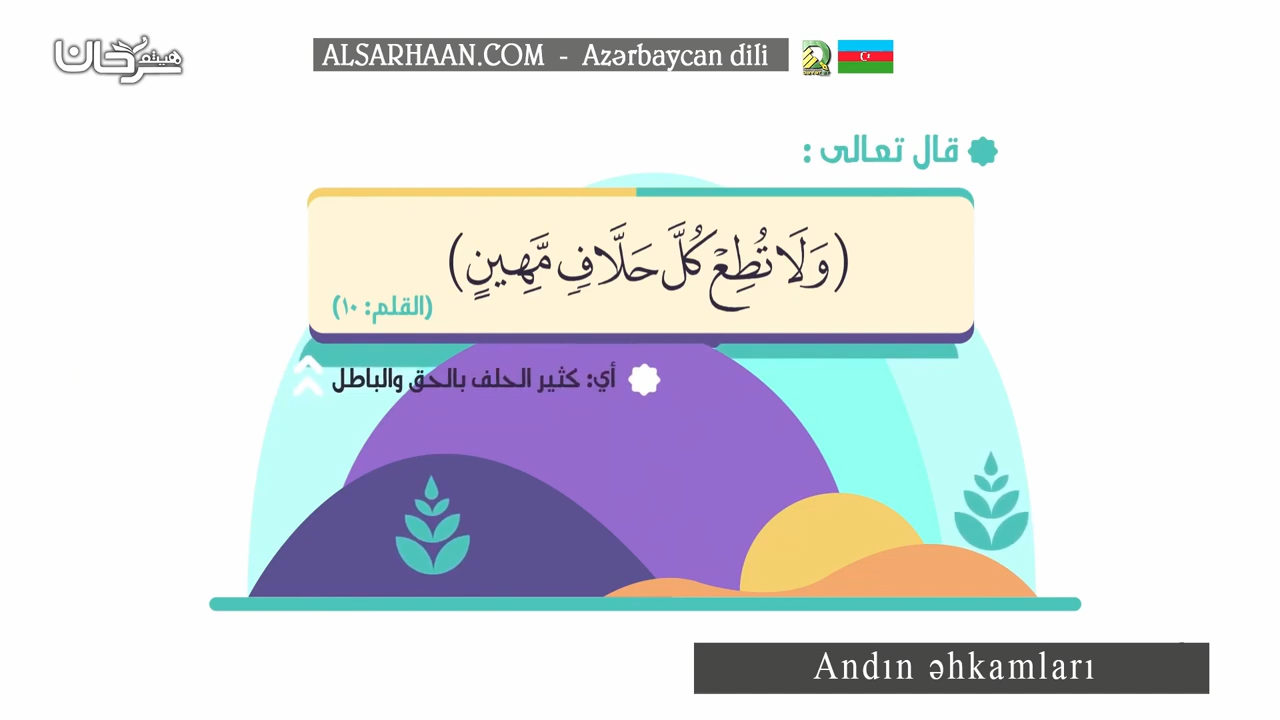 هيثم سرحان
ALSARHAAN.COM - Azərbaycan dili
قال تعالى :
(وَلَا تُطِعْ كُلَّ حَلَّافٍ مَّهِينٍ)
(القلم: ١٠)
أي: كثير الحلف بالحق والباطل
Andın əhkamları